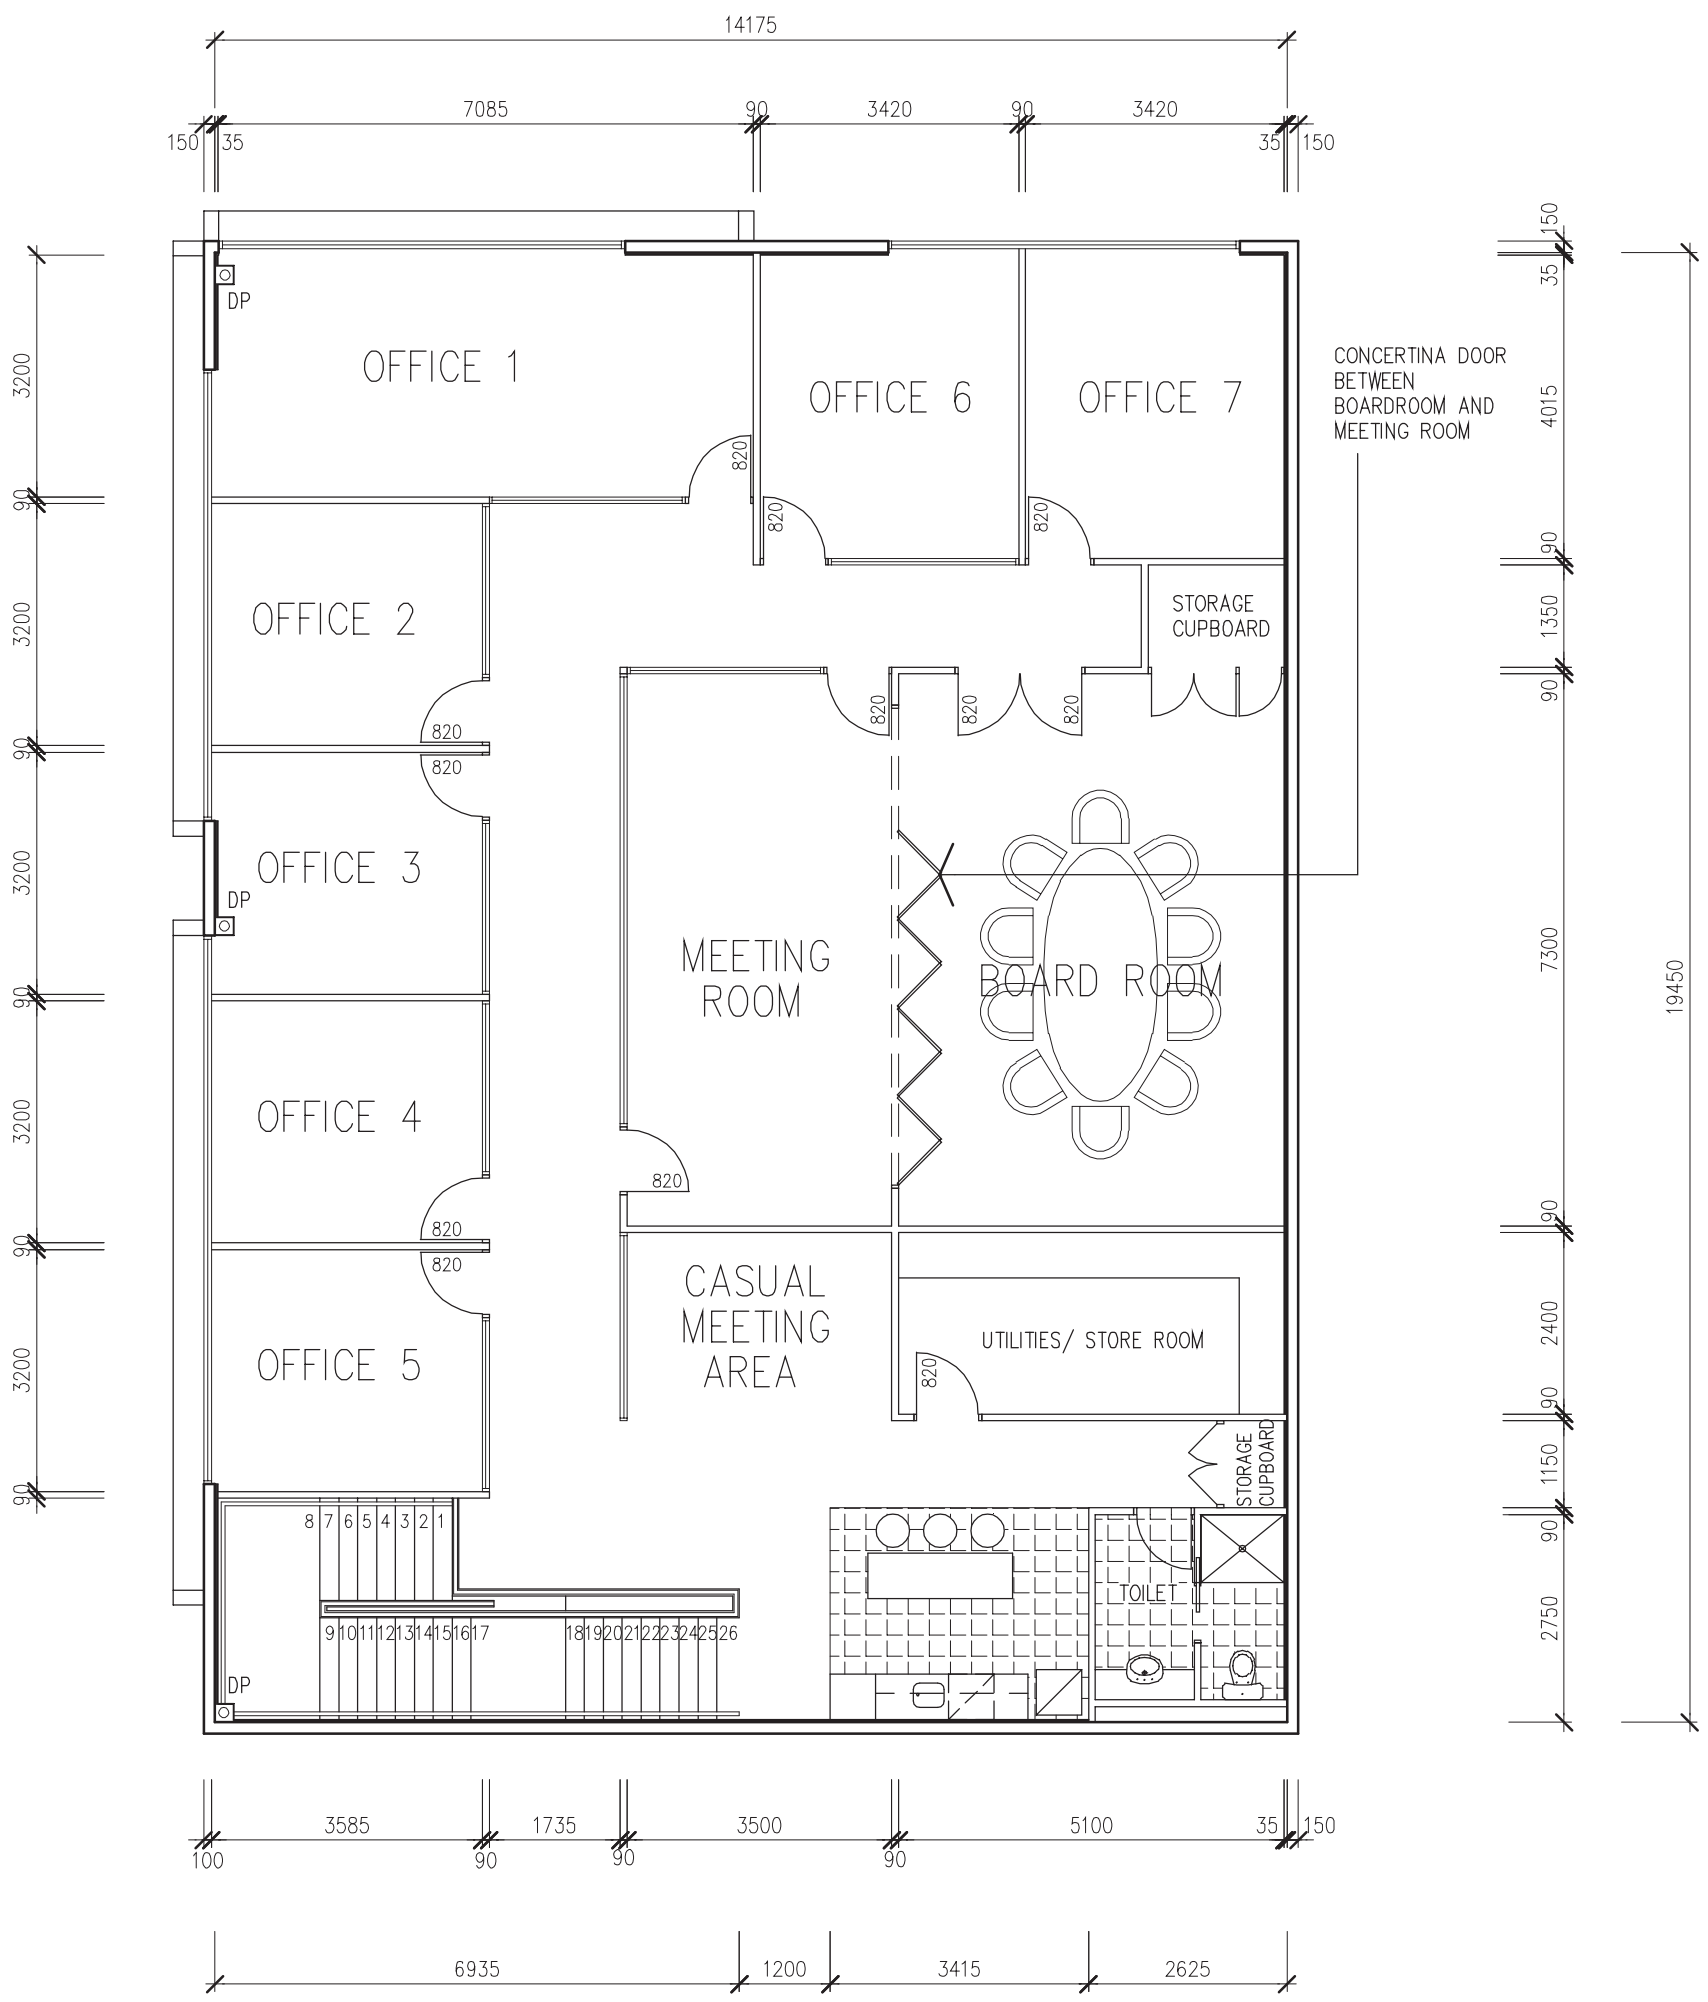 14175
7085
90
3420
90
3420
150
35
35
150
150
35
DP
3200
OFFICE 1
OFFICE 6
OFFICE 7
CONCERTINA DOOR
BETWEEN
BOARDROOM AND
MEETING ROOM
4015
820
90
820
820
90
3200
OFFICE 2
STORAGE
CUPBOARD
1350
90
820
820
820
820
90
820
3200
OFFICE 3
DP
MEETING
ROOM
BOARD ROOM
7300
19450
90
3200
OFFICE 4
820
820
90
90
820
CASUAL
MEETING
AREA
UTILITIES/ STORE ROOM
2400
3200
OFFICE 5
820
90
STORAGE
CUPBOARD
1150
90
90
8 7 6 5 4 3 2 1
TOILET
2750
9 10 11 12 13 14 15 16 17 18 19 20 21 22 23 24 25 26
DP
3585
1735
3500
5100
35
150
100
90
90
90
6935
1200
3415
2625